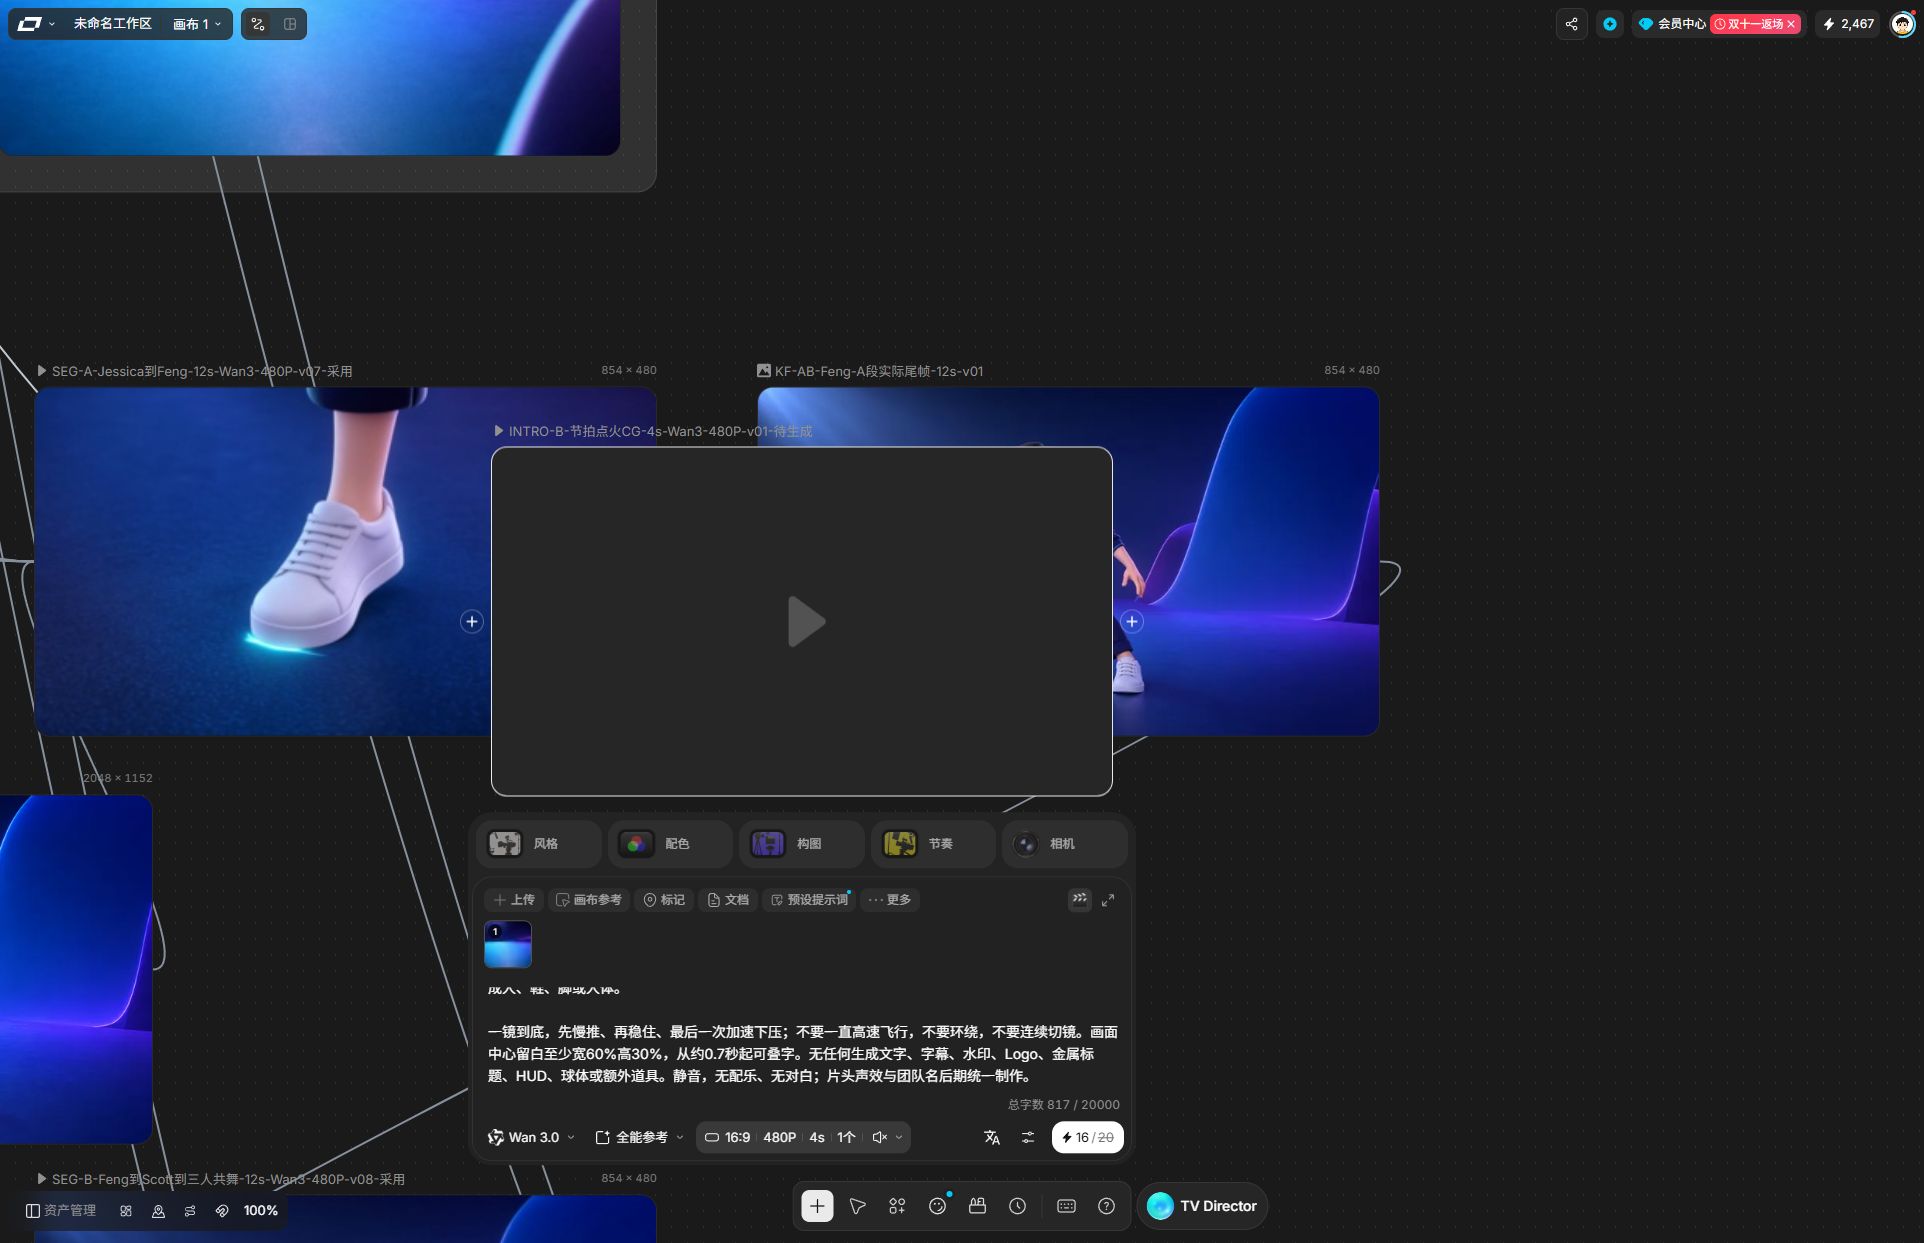 未命名工作区
画布 1
会员中心
双十一返场
2,467
SEG-A-Jessica到Feng-12s-Wan3-480P-v07-采用
854 × 480
KF-AB-Feng-A段实际尾帧-12s-v01
854 × 480
INTRO-B-节拍点火CG-4s-Wan3-480P-v01-待生成
2048 × 1152
风格
配色
构图
节奏
相机
上传
画布参考
标记
文档
预设提示词
更多
1
成人、鞋、脚或人体。
一镜到底，先慢推、再稳住、最后一次加速下压；不要一直高速飞行，不要环绕，不要连续切镜。画面
中心留白至少宽60%高30%，从约0.7秒起可叠字。无任何生成文字、字幕、水印、Logo、金属标
题、HUD、球体或额外道具。静音，无配乐、无对白；片头声效与团队名后期统一制作。
总字数 817 / 20000
Wan 3.0
全能参考
16:9 480P 4s 1个
16 / 20
SEG-B-Feng到Scott到三人共舞-12s-Wan3-480P-v08-采用
854 × 480
资产管理
100%
TV Director